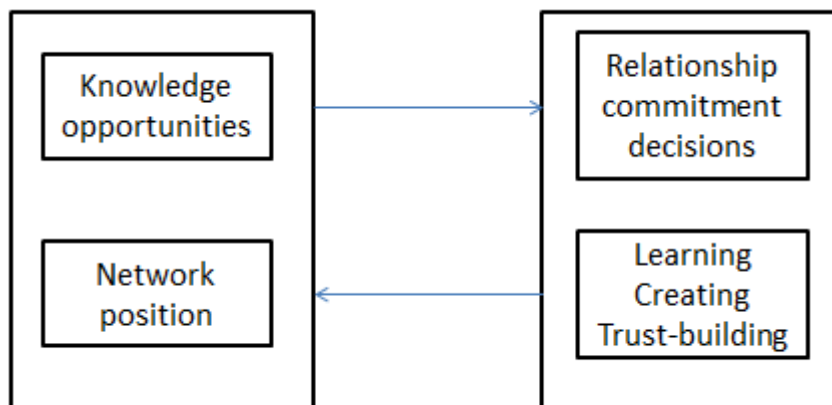 Knowledge
opportunities
Network
position
Relationship
commitment
decisions
Learning
Creating
Trust-building